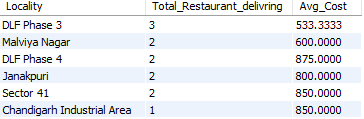 Locality Total_Restaurant_delivring Avg_Cost
DLF Phase 3 3 533.3333
Malviya Nagar 2 600.0000
DLF Phase 4 2 875.0000
Janakpuri 2 800.0000
Sector 41 2 850.0000
Chandigarh Industrial Area 1 850.0000